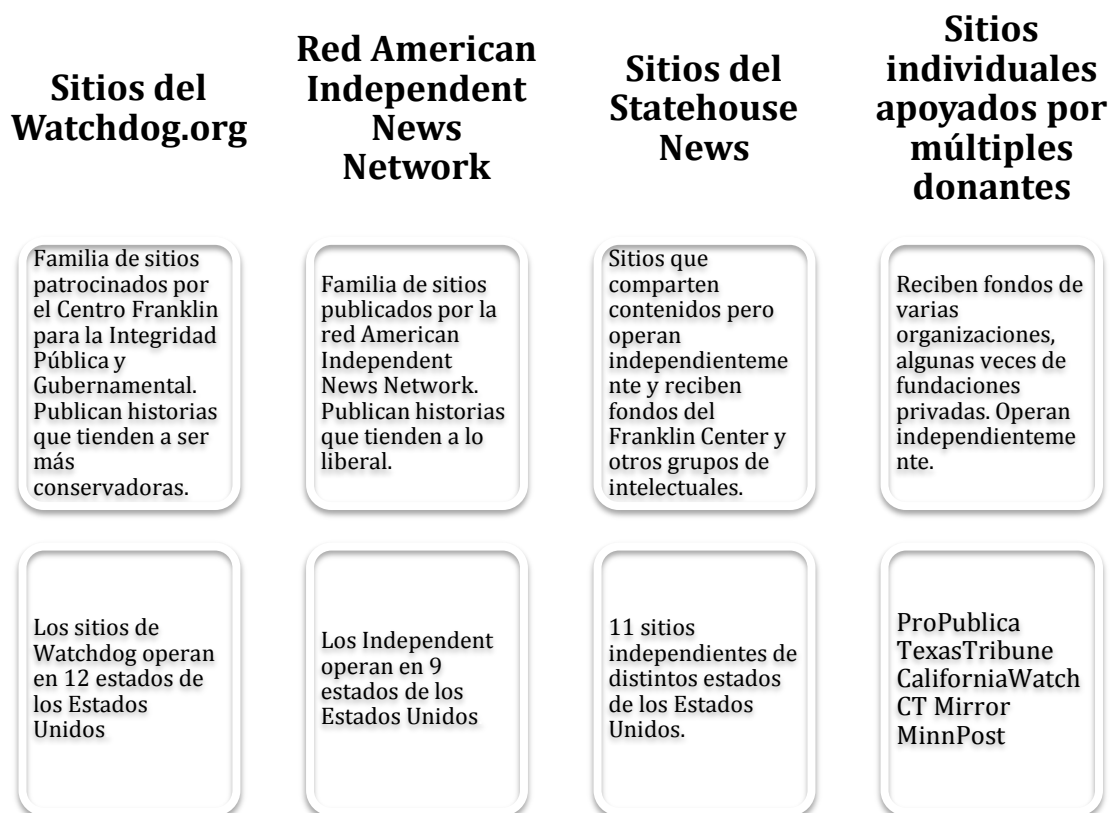 Sitios del
Watchdog.org
Red American
Independent
News
Network
Sitios del
Statehouse
News
Sitios
individuales
apoyados por
múltiples
donantes
Familia de sitios
patrocinados por
el Centro Franklin
para la Integridad
Pública y
Gubernamental.
Publican historias
que tienden a ser
más
conservadoras.
Familia de sitios
publicados por la
red American
Independent
News Network.
Publican historias
que tienden a lo
liberal.
Sitios que
comparten
contenidos pero
operan
independienteme
nte y reciben
fondos del
Franklin Center y
otros grupos de
intelectuales.
Reciben fondos de
varias
organizaciones,
algunas veces de
fundaciones
privadas. Operan
independienteme
nte.
Los sitios de
Watchdog operan
en 12 estados de
los Estados
Unidos
Los Independent
operan en 9
estados de los
Estados Unidos
11 sitios
independientes de
distintos estados
de los Estados
Unidos.
ProPublica
TexasTribune
CaliforniaWatch
CT Mirror
MinnPost